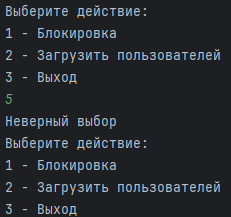 Выберите действие:
1 - Блокировка
2 - Загрузить пользователей
3 - Выход
5
Неверный выбор
Выберите действие:
1 - Блокировка
2 - Загрузить пользователей
3 - Выход